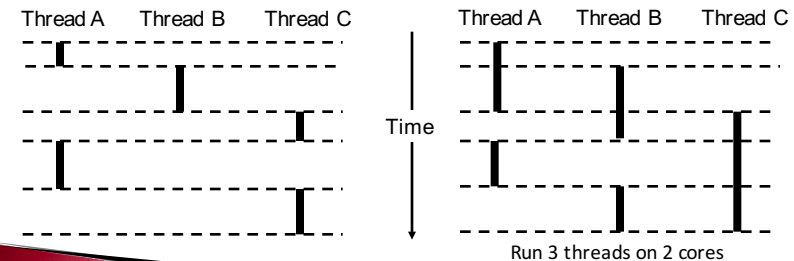 Thread A Thread B Thread C
Time
Thread A Thread B Thread C
Run 3 threads on 2 cores